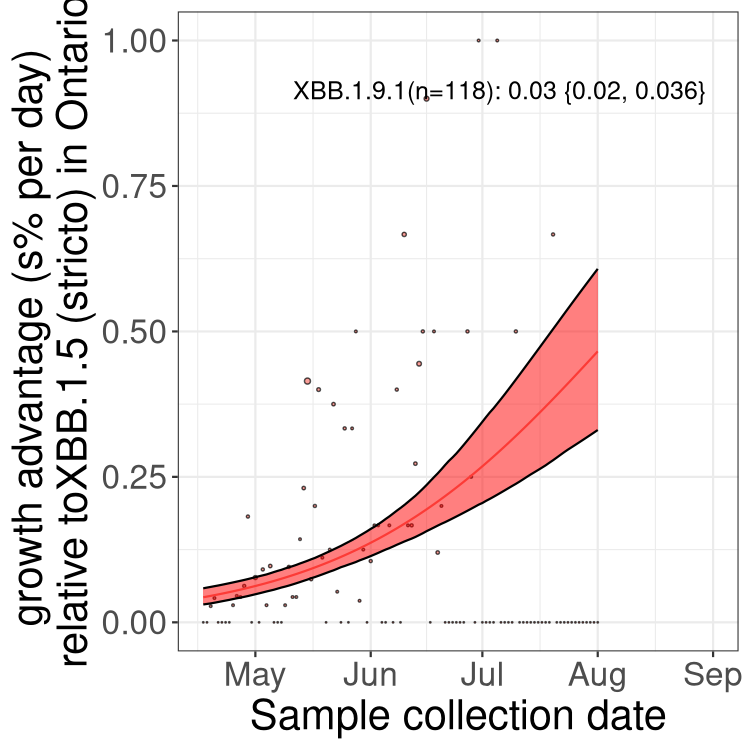 growth advantage (s% per day)
relative toXBB.1.5 (stricto) in Ontario
1.00
0.75
0.50
0.25
0.00
XBB.1.9.1(n=118): 0.03 {0.02, 0.036}
May Jun Jul Aug Sep
Sample collection date